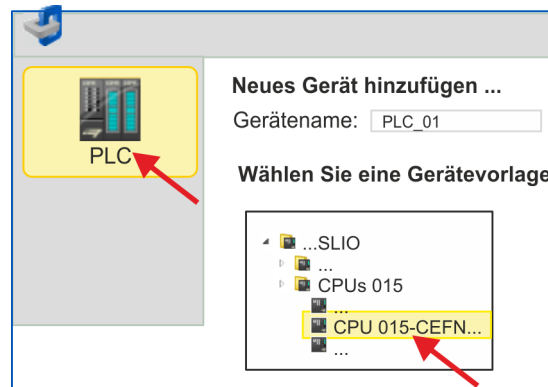 PLC
Neues Gerät hinzufügen ...
Gerätename: PLC_01
Wählen Sie eine Gerätevorlage
...SLIO
...
CPUs 015
...
CPU 015-CEFN...
...